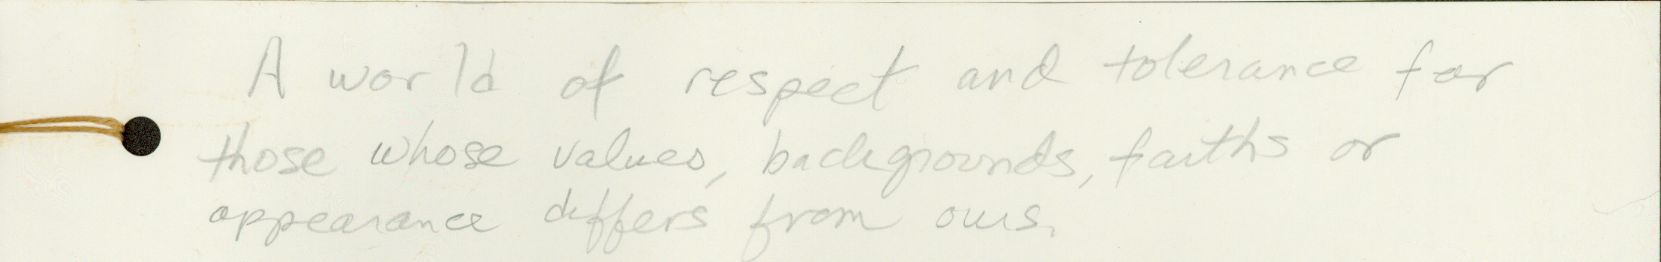 A world of respect and tolerance for
those whose values, backgrounds, faiths or
appearance differs from ours.